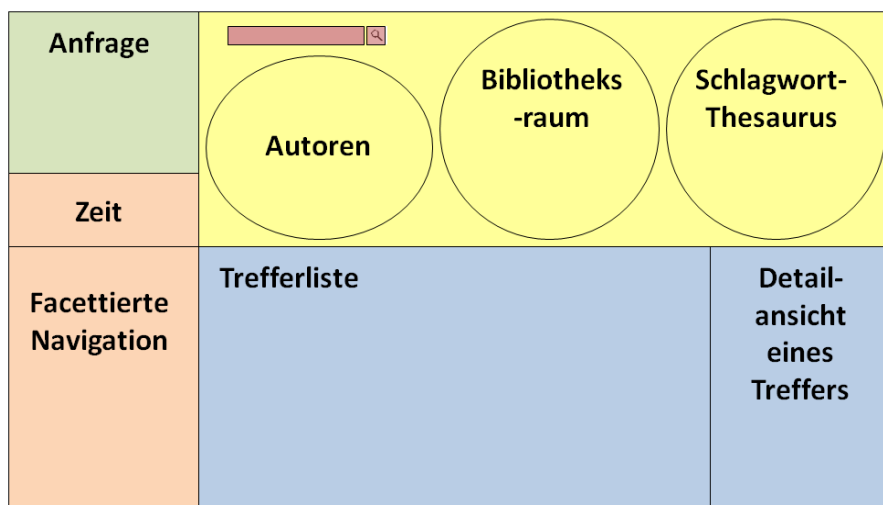 Anfrage
Zeit
Facettierte
Navigation
Autoren
Bibliotheks
-raum
Schlagwort-
Thesaurus
Trefferliste
Detail-
ansicht
eines
Treffers